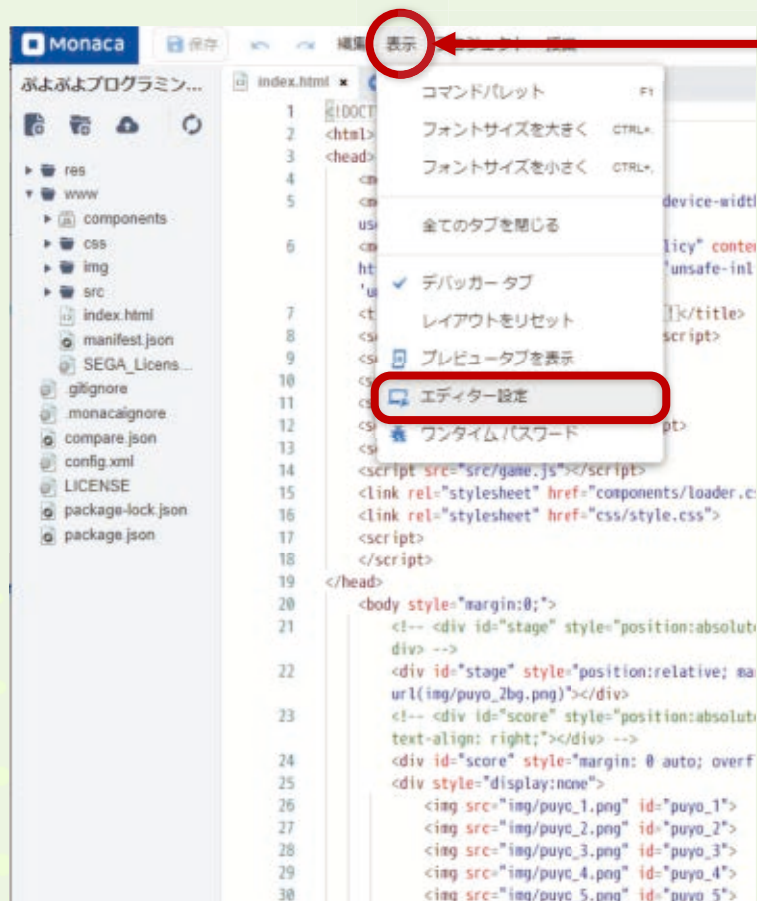 Monaca 保存 編集 表示
ぷよぷよプログラミン...
index.html ×
コマンドパレット F1
フォントサイズを大きく CTRL+.
フォントサイズを小さく CTRL+,
全てのタブを閉じる
デバッガー タブ
レイアウトをリセット
プレビュータブを表示
エディター設定
ワンタイム パスワード
res
www
components
css
img
src
index.html
manifest.json
SEGA_Licens...
.gitignore
.monacaignore
compare.json
config.xml
LICENSE
package-lock.json
package.json
1 <!DOCT
2 <html>
3 <head>
4
5 device-widt
us
6 licy" conte
ht 'unsafe-inl
'u
7 <t </title>
8 script>
9
10
11
12
13
14 <script src="src/game.js"></script>
15 <link rel="stylesheet" href="components/loader.c
16 <link rel="stylesheet" href="css/style.css">
17 <script>
18 </script>
19 </head>
20 <body style="margin:0;">
21 <!-- <div id="stage" style="position:absolut
div> -->
22 <div id="stage" style="position:relative; ma
url(img/puyo_2bg.png)"></div>
23 <!-- <div id="score" style="position:absolut
text-align: right;"></div> -->
24 <div id="score" style="margin: 0 auto; overf
25 <div style="display:none">
26 <img src="img/puyo_1.png" id="puyo_1">
27 <img src="img/puyo_2.png" id="puyo_2">
28 <img src="img/puyo_3.png" id="puyo_3">
29 <img src="img/puyo_4.png" id="puyo_4">
30 <img src="img/puyo_5.png" id="puyo_5">